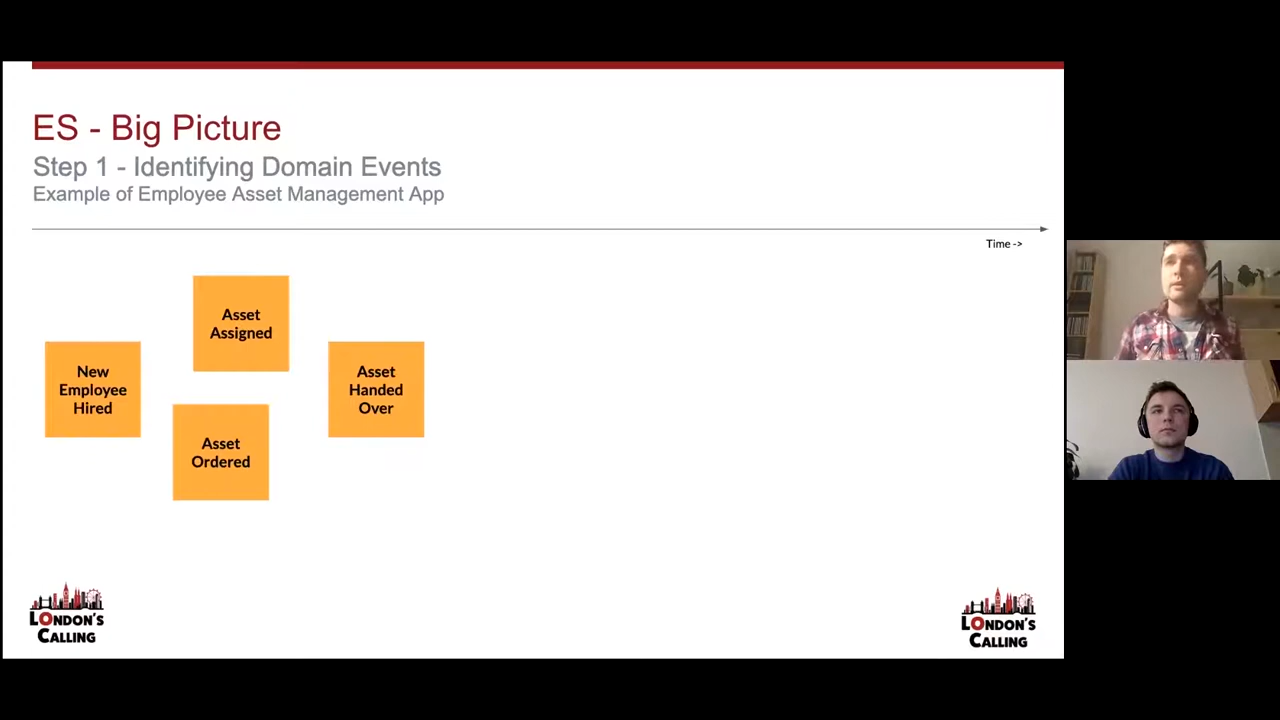 ES - Big Picture
Step 1 - Identifying Domain Events
Example of Employee Asset Management App
Time ->
Asset
Assigned
New
Employee
Hired
Asset
Handed
Over
Asset
Ordered
LONDON'S
CALLING
LONDON'S
CALLING